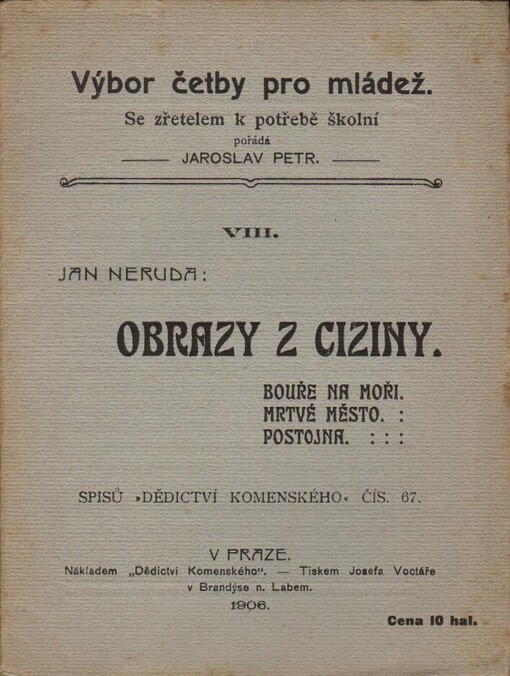 Výbor četby pro mládež.
Se zřetelem k potřebě školní
pořádá
JAROSLAV PETR.
VIII.
JAN NERUDA:
OBRAZY Z CIZINY.
BOUŘE NA MOŘI.
MRTVÉ MĚSTO. :
POSTOJNA. : : :
SPISŮ »DĚDICTVÍ KOMENSKÉHO« ČÍS. 67.
V PRAZE.
Nákladem „Dědictví Komenského“. — Tiskem Josefa Voctáře
v Brandýse n. Labem.
1906.
Cena 10 hal.